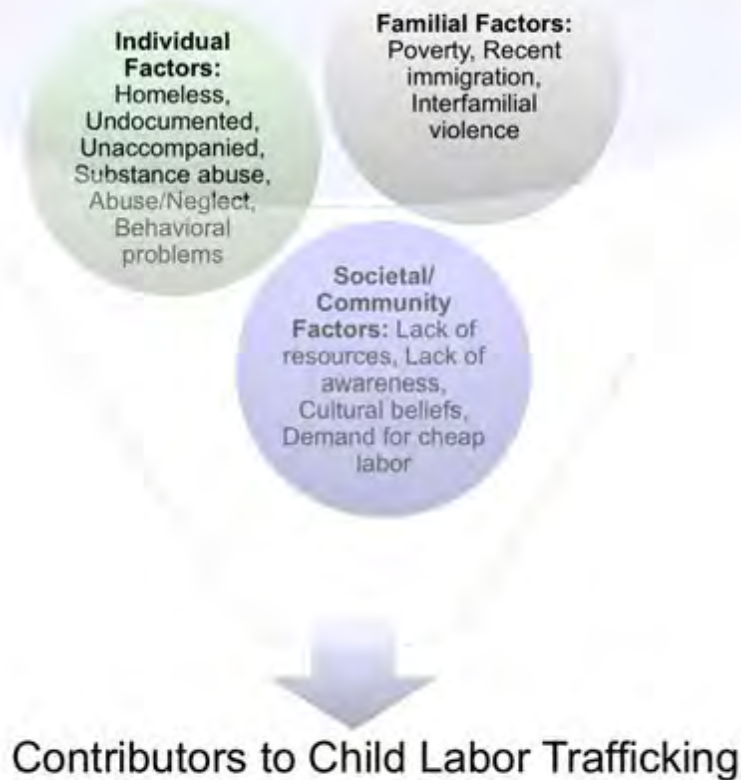 Individual
Factors:
Homeless,
Undocumented,
Unaccompanied,
Substance abuse,
Abuse/Neglect,
Behavioral
problems
Familial Factors:
Poverty, Recent
immigration,
Interfamilial
violence
Societal/
Community
Factors: Lack of
resources, Lack of
awareness,
Cultural beliefs,
Demand for cheap
labor
Contributors to Child Labor Trafficking